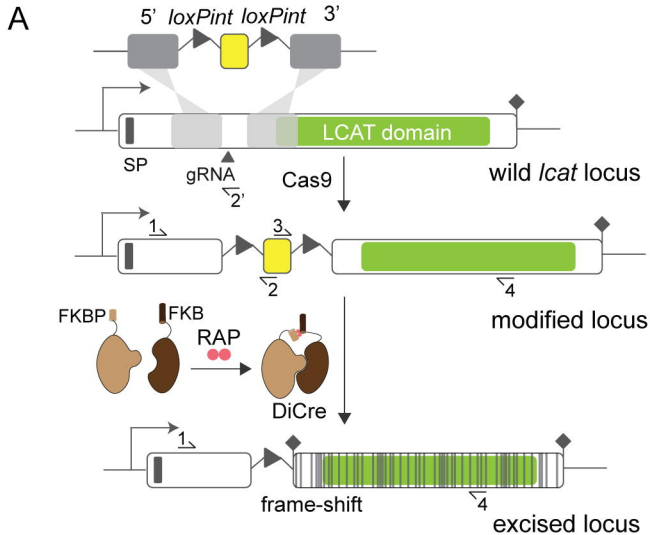 A
5’ loxPint loxPint 3’
LCAT domain
SP
gRNA
2’
Cas9
wild lcat locus
1
3
2
4
modified locus
FKBP
FKB
RAP
DiCre
1
frame-shift
4
excised locus